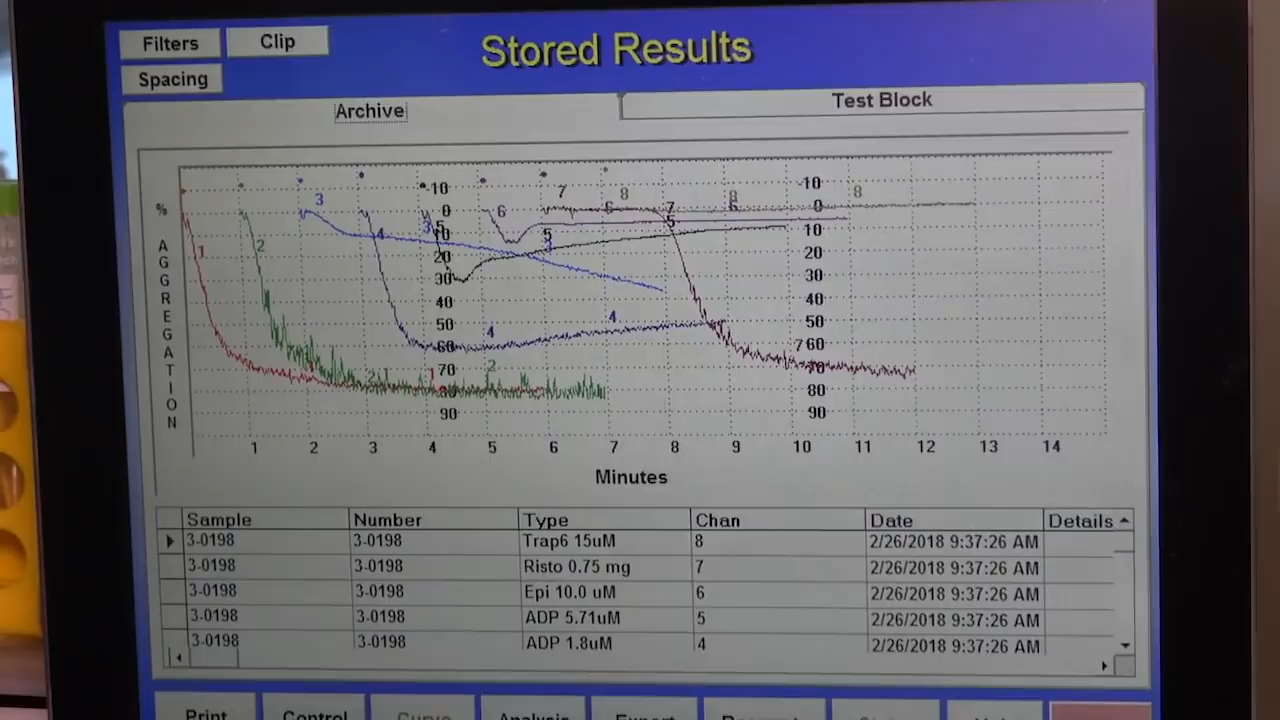 Filters Clip
Spacing
Stored Results
Archive
Test Block
%
AGGREGATION
-10 -10
0 0
10 10
20 20
30 30
40 40
50 50
60 60
70 70
80 80
90 90
1 2 3 4 5 6 7 8 9 10 11 12 13 14
Minutes
Sample Number Type Chan Date Details
3-0198 3-0198 Trap6 15uM 8 2/26/2018 9:37:26 AM
3-0198 3-0198 Risto 0.75 mg 7 2/26/2018 9:37:26 AM
3-0198 3-0198 Epi 10.0 uM 6 2/26/2018 9:37:26 AM
3-0198 3-0198 ADP 5.71uM 5 2/26/2018 9:37:26 AM
3-0198 3-0198 ADP 1.8uM 4 2/26/2018 9:37:26 AM
Print Control Curve Analysis Export